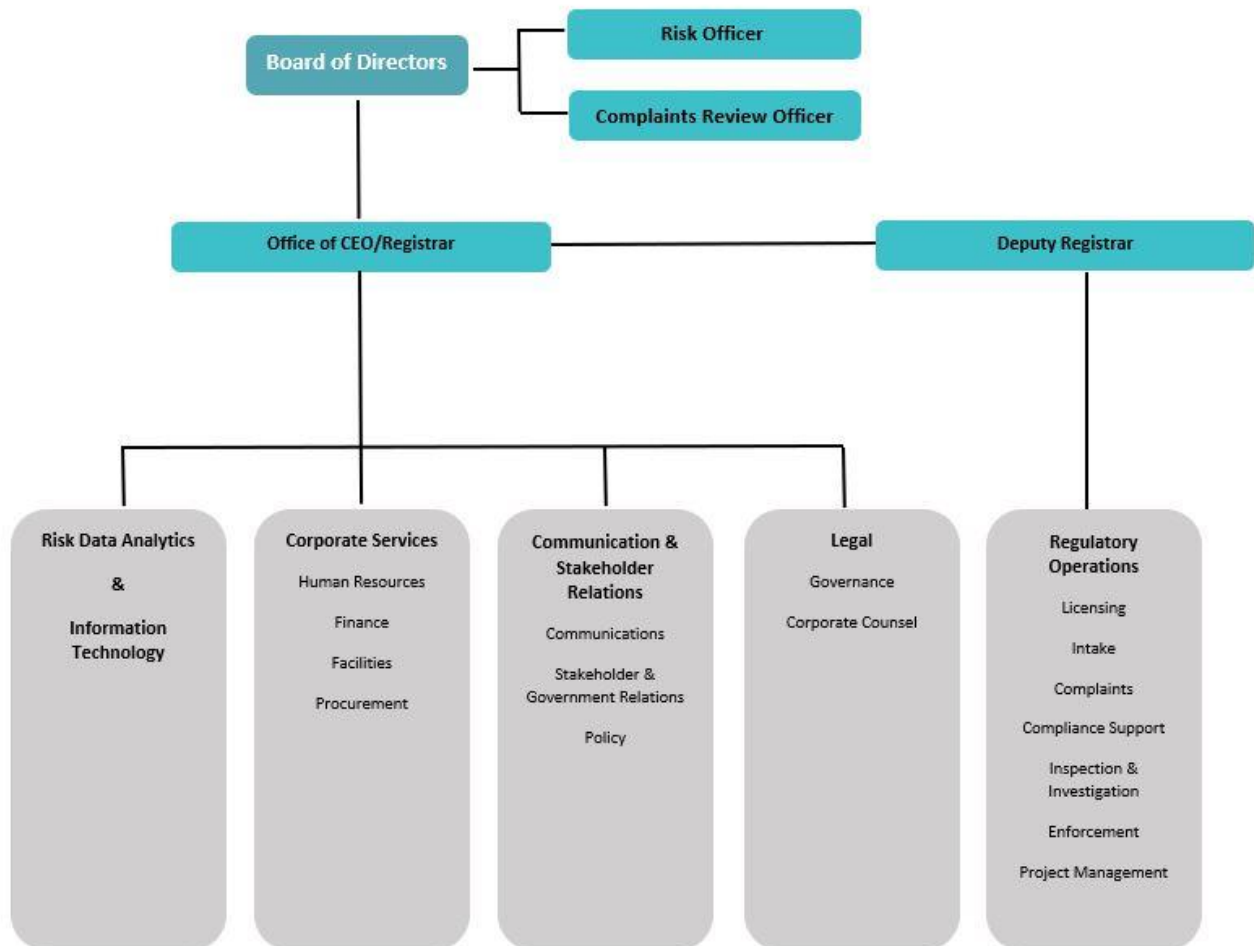 Risk Officer
Board of Directors
Complaints Review Officer
Office of CEO/Registrar
Deputy Registrar
Risk Data Analytics
&
Information
Technology
Corporate Services
Human Resources
Finance
Facilities
Procurement
Communication &
Stakeholder
Relations
Communications
Stakeholder &
Government Relations
Policy
Legal
Governance
Corporate Counsel
Regulatory
Operations
Licensing
Intake
Complaints
Compliance Support
Inspection &
Investigation
Enforcement
Project Management